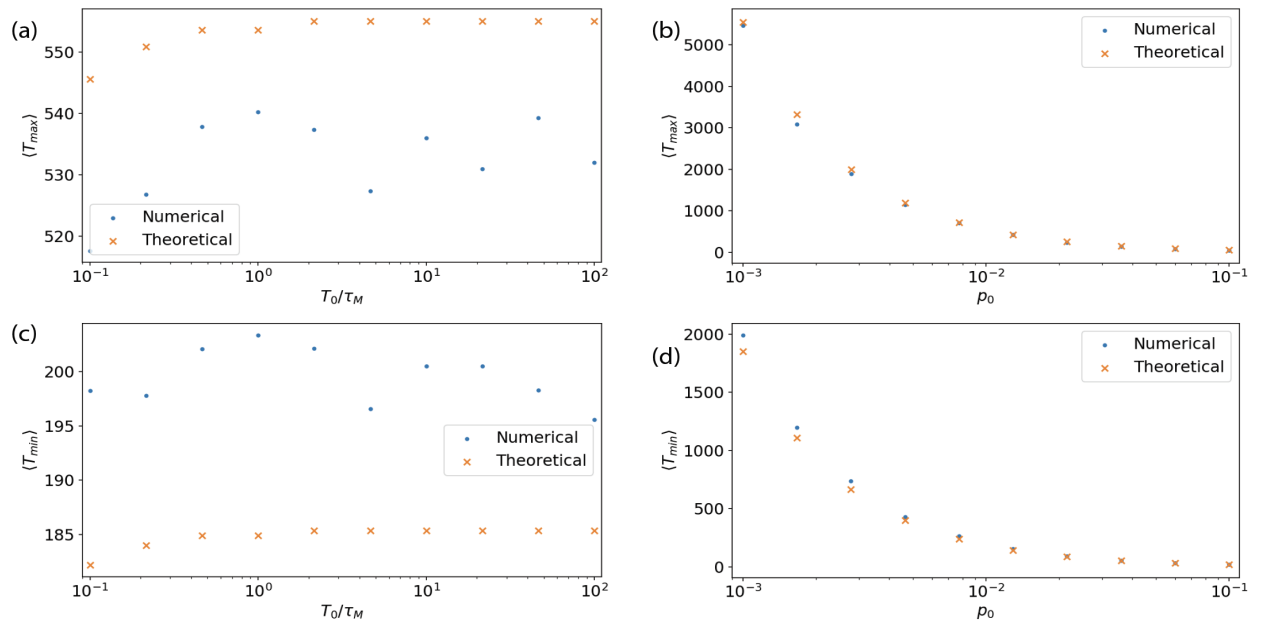 (a)
550
540
530
520
⟨T_max⟩
Numerical
Theoretical
10⁻¹
10⁰
10¹
10²
T₀/τ_M
(b)
5000
4000
3000
2000
1000
0
⟨T_max⟩
Numerical
Theoretical
10⁻³
10⁻²
10⁻¹
p₀
(c)
200
195
190
185
⟨T_min⟩
Numerical
Theoretical
10⁻¹
10⁰
10¹
10²
T₀/τ_M
(d)
2000
1500
1000
500
0
⟨T_min⟩
Numerical
Theoretical
10⁻³
10⁻²
10⁻¹
p₀